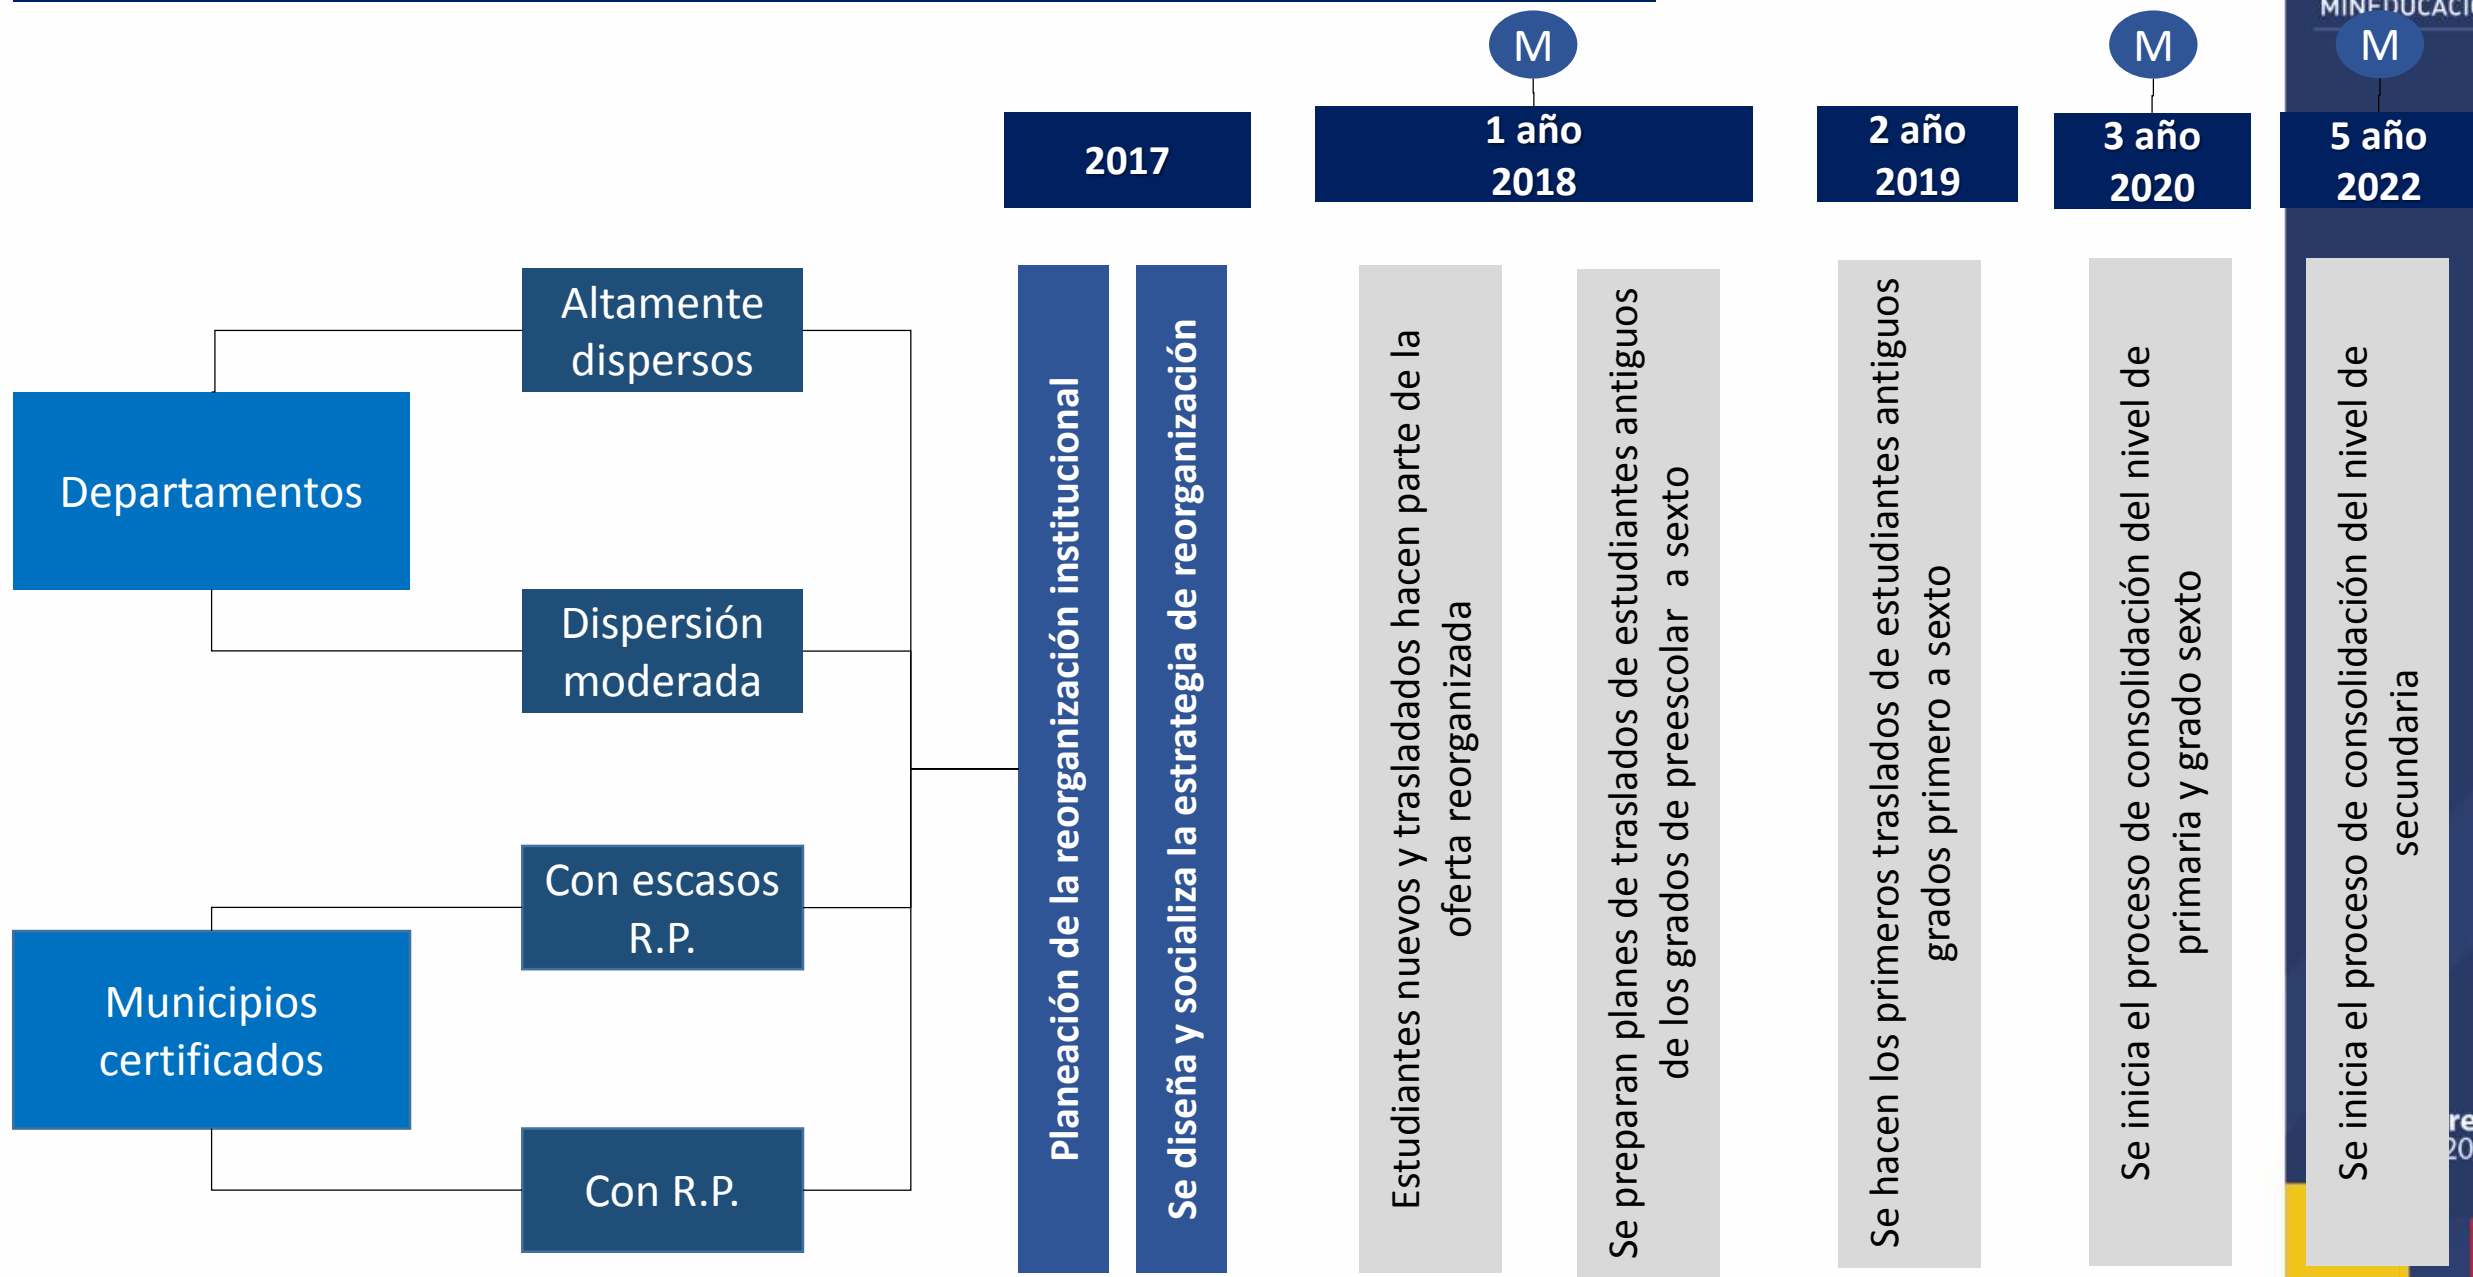 MINEDUCACI
M
M
M
2017
1 año
2018
2 año
2019
3 año
2020
5 año
2022
Departamentos
Altamente
dispersos
Dispersión
moderada
Municipios
certificados
Con escasos
R.P.
Con R.P.
Planeación de la reorganización institucional
Se diseña y socializa la estrategia de reorganización
Estudiantes nuevos y trasladados hacen parte de la
oferta reorganizada
Se preparan planes de traslados de estudiantes antiguos
de los grados de preescolar a sexto
Se hacen los primeros traslados de estudiantes antiguos
grados primero a sexto
Se inicia el proceso de consolidación del nivel de
primaria y grado sexto
Se inicia el proceso de consolidación del nivel de
secundaria
re
20